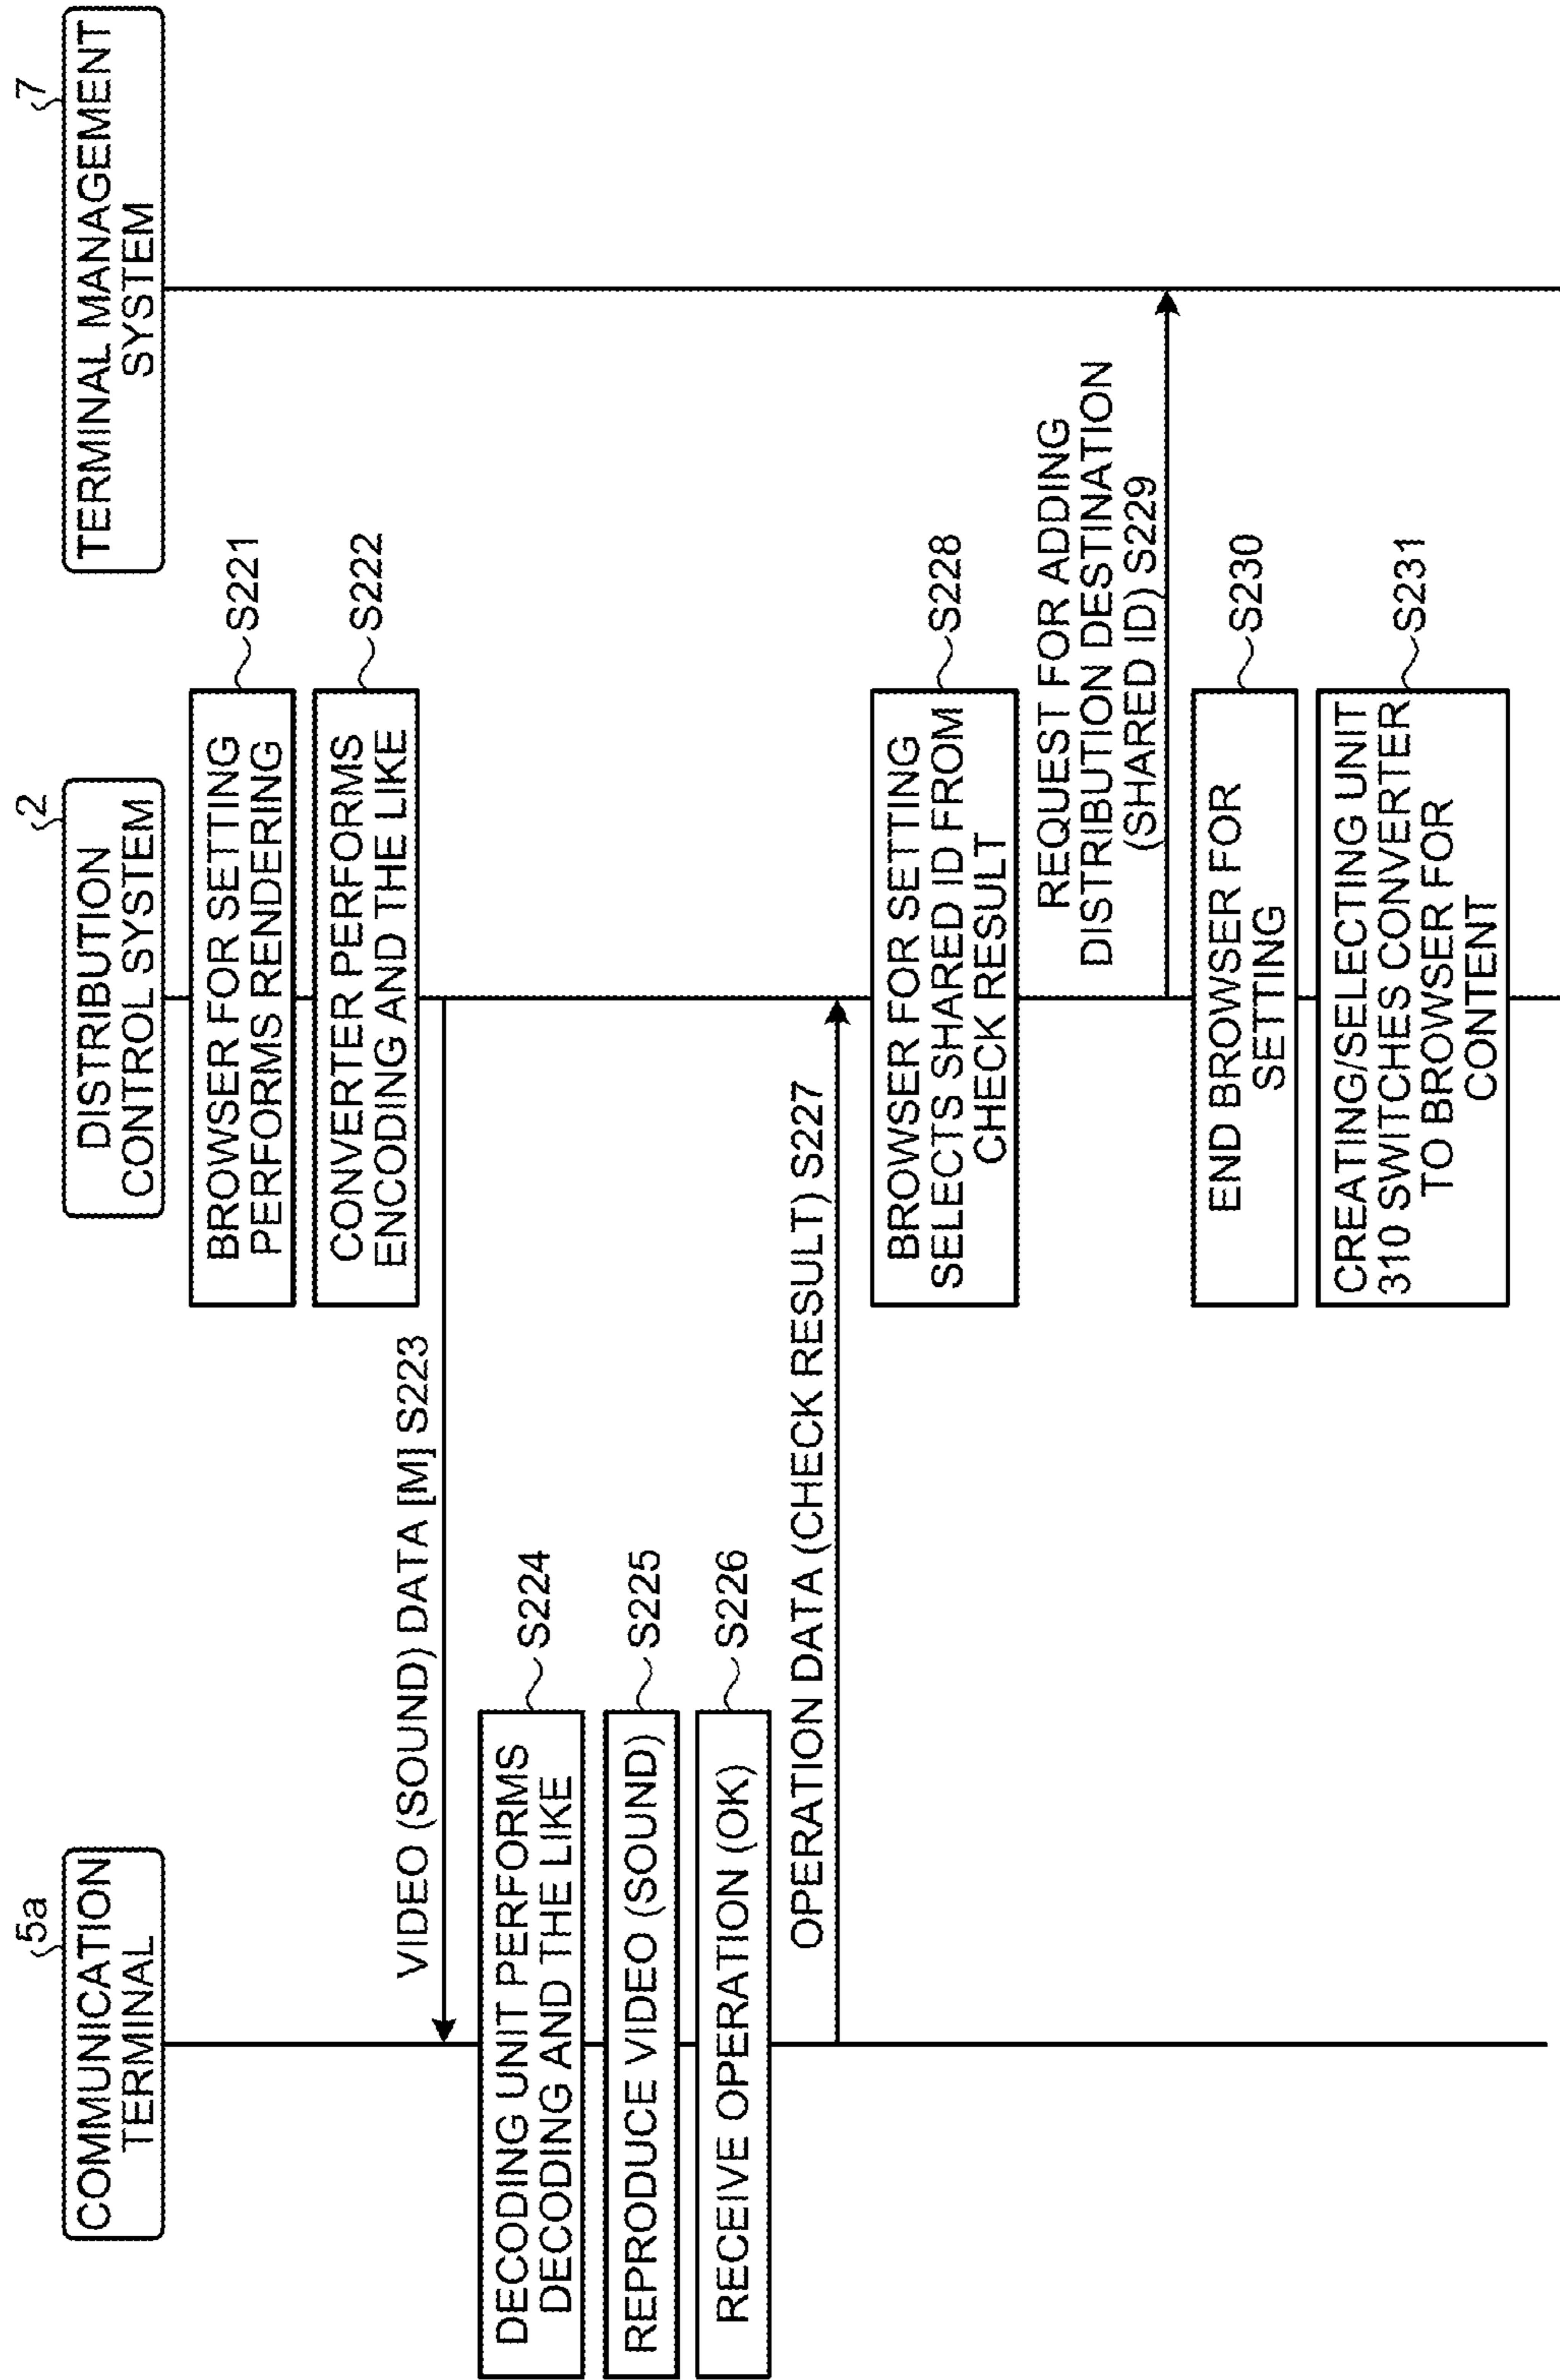 5a
COMMUNICATION
TERMINAL
2
DISTRIBUTION
CONTROL SYSTEM
7
TERMINAL MANAGEMENT
SYSTEM
BROWSER FOR SETTING
PERFORMS RENDERING
S221
CONVERTER PERFORMS
ENCODING AND THE LIKE
S222
VIDEO (SOUND) DATA [M] S223
DECODING UNIT PERFORMS
DECODING AND THE LIKE
S224
REPRODUCE VIDEO (SOUND)
S225
RECEIVE OPERATION (OK)
S226
OPERATION DATA (CHECK RESULT) S227
BROWSER FOR SETTING
SELECTS SHARED ID FROM
CHECK RESULT
S228
REQUEST FOR ADDING
DISTRIBUTION DESTINATION
(SHARED ID) S229
END BROWSER FOR
SETTING
S230
CREATING/SELECTING UNIT
310 SWITCHES CONVERTER
TO BROWSER FOR
CONTENT
S231